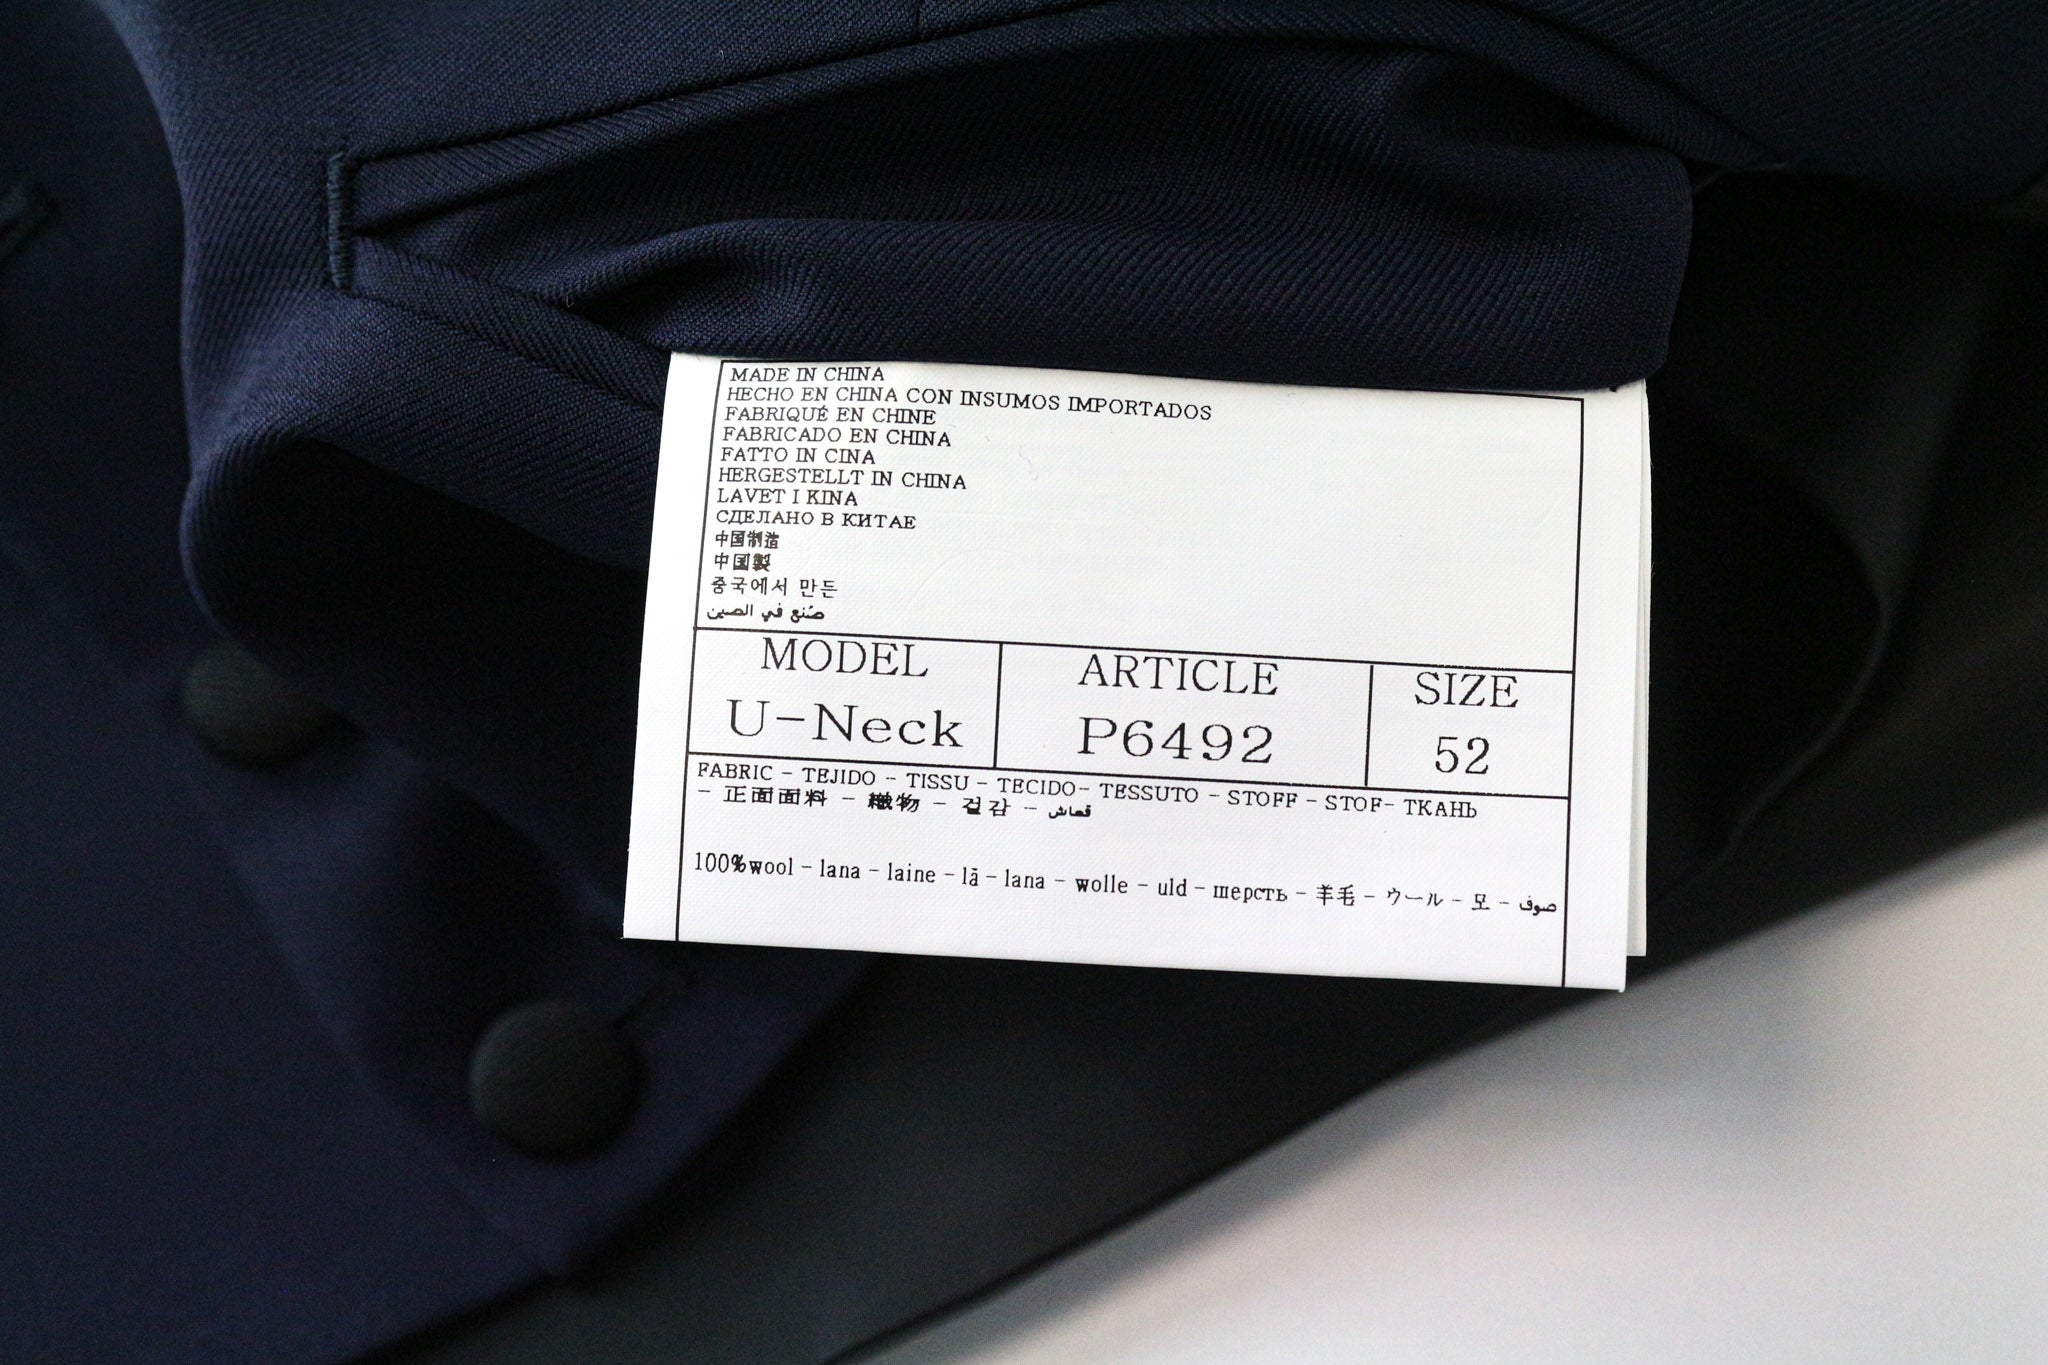 MADE IN CHINA
HECHO EN CHINA CON INSUMOS IMPORTADOS
FABRIQUÉ EN CHINE
FABRICADO EN CHINA
FATTO IN CINA
HERGESTELLT IN CHINA
LAVET I KINA
СДЕЛАНО В КИТАЕ
中国制造
中国製
중국에서 만든
صُنع في الصين
MODEL ARTICLE SIZE
U-Neck P6492 52
FABRIC - TEJIDO - TISSU - TECIDO- TESSUTO - STOFF - STOF- ТКАНЬ
- 正面面料 - 織物 - 겉감 - قماش
100%wool - lana - laine - lã - lana - wolle - uld - шерсть - 羊毛 - ウール - 모 - صوف